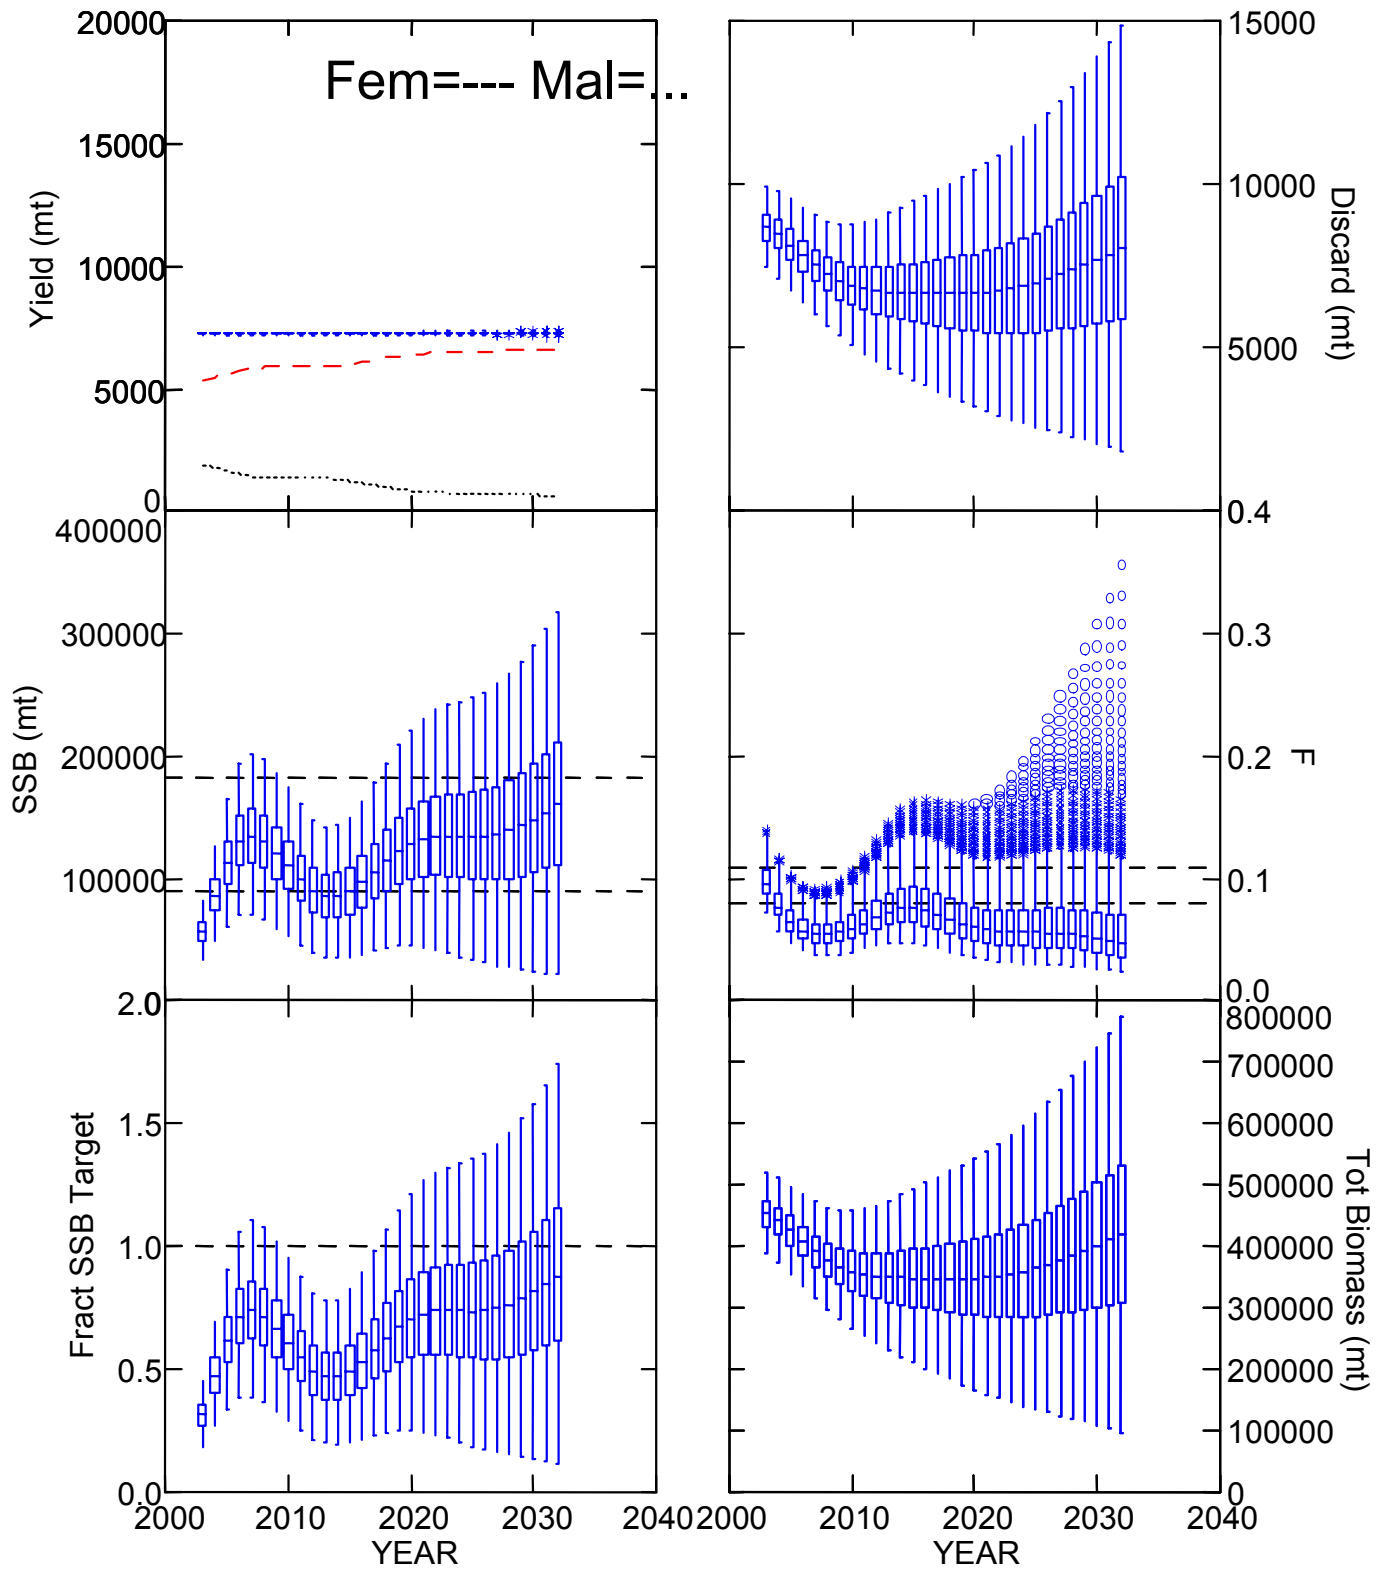 20000
15000
10000
5000
0
Yield (mt)
Fem=--- Mal=...
15000
10000
5000
Discard (mt)
400000
300000
200000
100000
SSB (mt)
0.4
0.3
0.2
0.1
0.0
F
2.0
1.5
1.0
0.5
0.0
Fract SSB Target
800000
700000
600000
500000
400000
300000
200000
100000
0
Tot Biomass (mt)
2000 2010 2020 2030 2040
YEAR
2000 2010 2020 2030 2040
YEAR